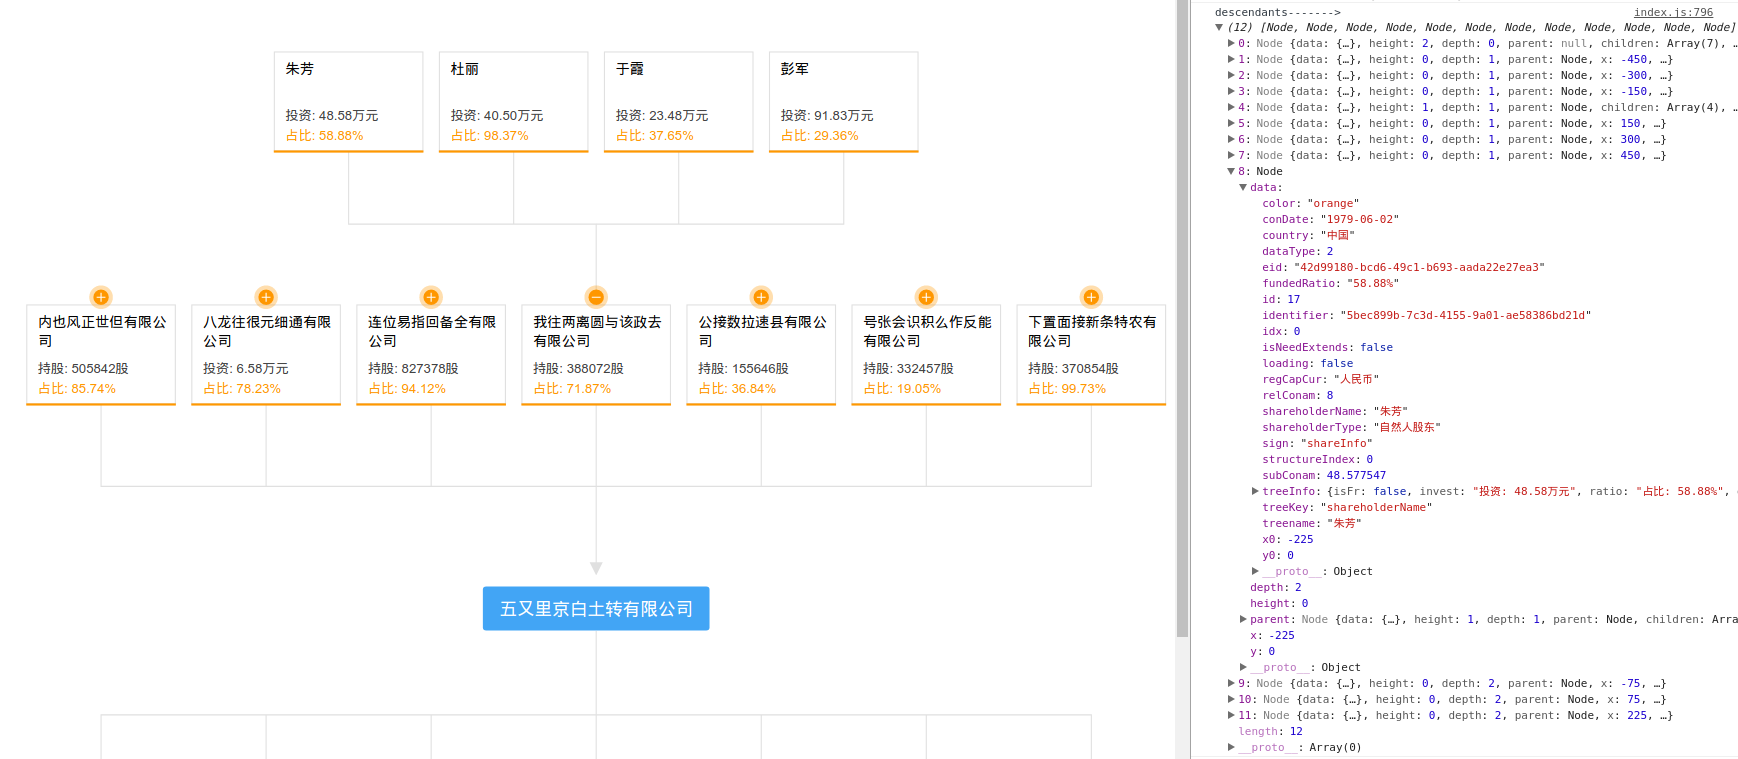 朱芳
杜丽
于霞
彭军
投资: 48.58万元
投资: 40.50万元
投资: 23.48万元
投资: 91.83万元
占比: 58.88%
占比: 98.37%
占比: 37.65%
占比: 29.36%
内也风正世但有限公
司
持股: 505842股
占比: 85.74%
八龙往很元细通有限
公司
投资: 6.58万元
占比: 78.23%
连位易指回备全有限
公司
持股: 827378股
占比: 94.12%
我往两离圆与该政去
有限公司
持股: 388072股
占比: 71.87%
公接数拉速县有限公
司
持股: 155646股
占比: 36.84%
号张会识积么作反能
有限公司
持股: 332457股
占比: 19.05%
下置面接新条特农有
限公司
持股: 370854股
占比: 99.73%
五又里京白土转有限公司
descendants-------> index.js:796
(12) [Node, Node, Node, Node, Node, Node, Node, Node, Node, Node, Node, Node]
0: Node {data: {…}, height: 2, depth: 0, parent: null, children: Array(7), …
1: Node {data: {…}, height: 0, depth: 1, parent: Node, x: -450, …}
2: Node {data: {…}, height: 0, depth: 1, parent: Node, x: -300, …}
3: Node {data: {…}, height: 0, depth: 1, parent: Node, x: -150, …}
4: Node {data: {…}, height: 1, depth: 1, parent: Node, children: Array(4), …
5: Node {data: {…}, height: 0, depth: 1, parent: Node, x: 150, …}
6: Node {data: {…}, height: 0, depth: 1, parent: Node, x: 300, …}
7: Node {data: {…}, height: 0, depth: 1, parent: Node, x: 450, …}
8: Node
data:
color: "orange"
conDate: "1979-06-02"
country: "中国"
dataType: 2
eid: "42d99180-bcd6-49c1-b693-aada22e27ea3"
fundedRatio: "58.88%"
id: 17
identifier: "5bec899b-7c3d-4155-9a01-ae58386bd21d"
idx: 0
isNeedExtends: false
loading: false
regCapCur: "人民币"
relConam: 8
shareholderName: "朱芳"
shareholderType: "自然人股东"
sign: "shareInfo"
structureIndex: 0
subConam: 48.577547
treeInfo: {isFr: false, invest: "投资: 48.58万元", ratio: "占比: 58.88%",
treeKey: "shareholderName"
treename: "朱芳"
x0: -225
y0: 0
__proto__: Object
depth: 2
height: 0
parent: Node {data: {…}, height: 1, depth: 1, parent: Node, children: Arra
x: -225
y: 0
__proto__: Object
9: Node {data: {…}, height: 0, depth: 2, parent: Node, x: -75, …}
10: Node {data: {…}, height: 0, depth: 2, parent: Node, x: 75, …}
11: Node {data: {…}, height: 0, depth: 2, parent: Node, x: 225, …}
length: 12
__proto__: Array(0)